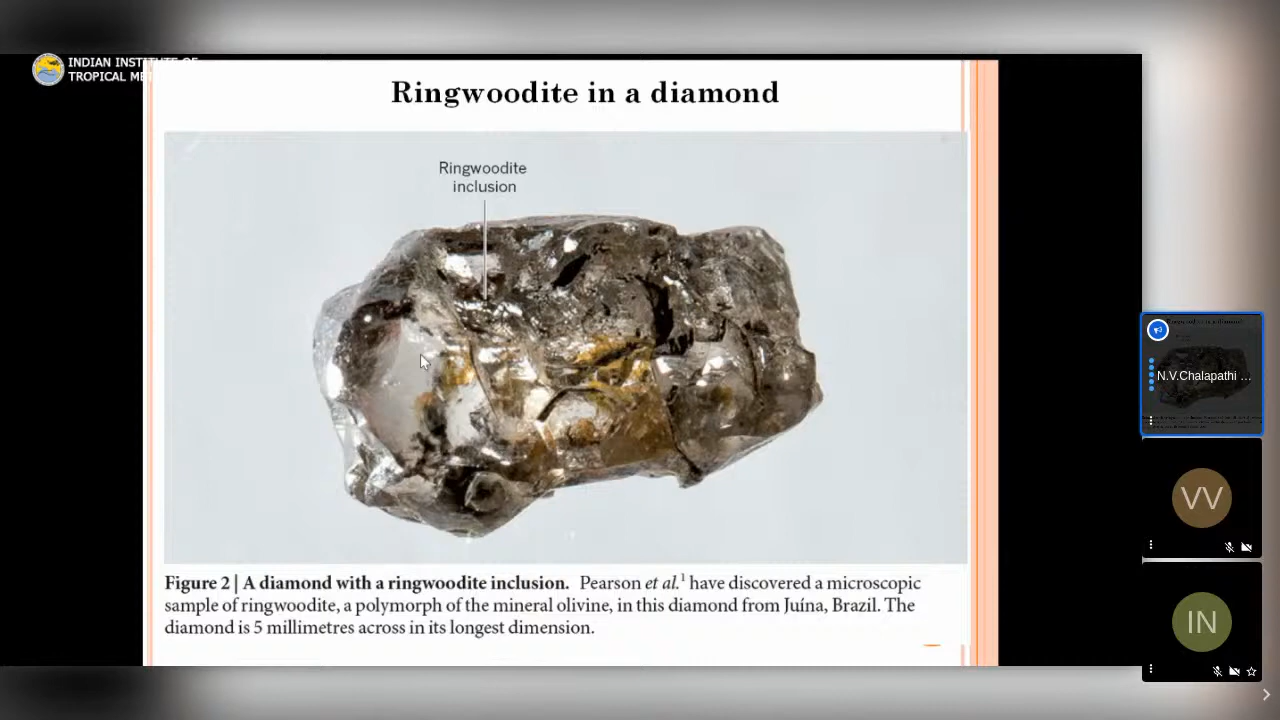 INDIAN INSTITUTE OF
TROPICAL
Ringwoodite in a diamond
Ringwoodite
inclusion
Figure 2 | A diamond with a ringwoodite inclusion. Pearson et al.¹ have discovered a microscopic
sample of ringwoodite, a polymorph of the mineral olivine, in this diamond from Juína, Brazil. The
diamond is 5 millimetres across in its longest dimension.
N.V.Chalapathi ...
VV
IN